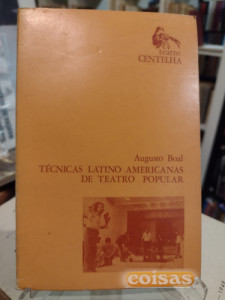 teatro
CENTELHA
Augusto Boal
TÉCNICAS LATINO AMERICANAS
DE TEATRO POPULAR
coisas